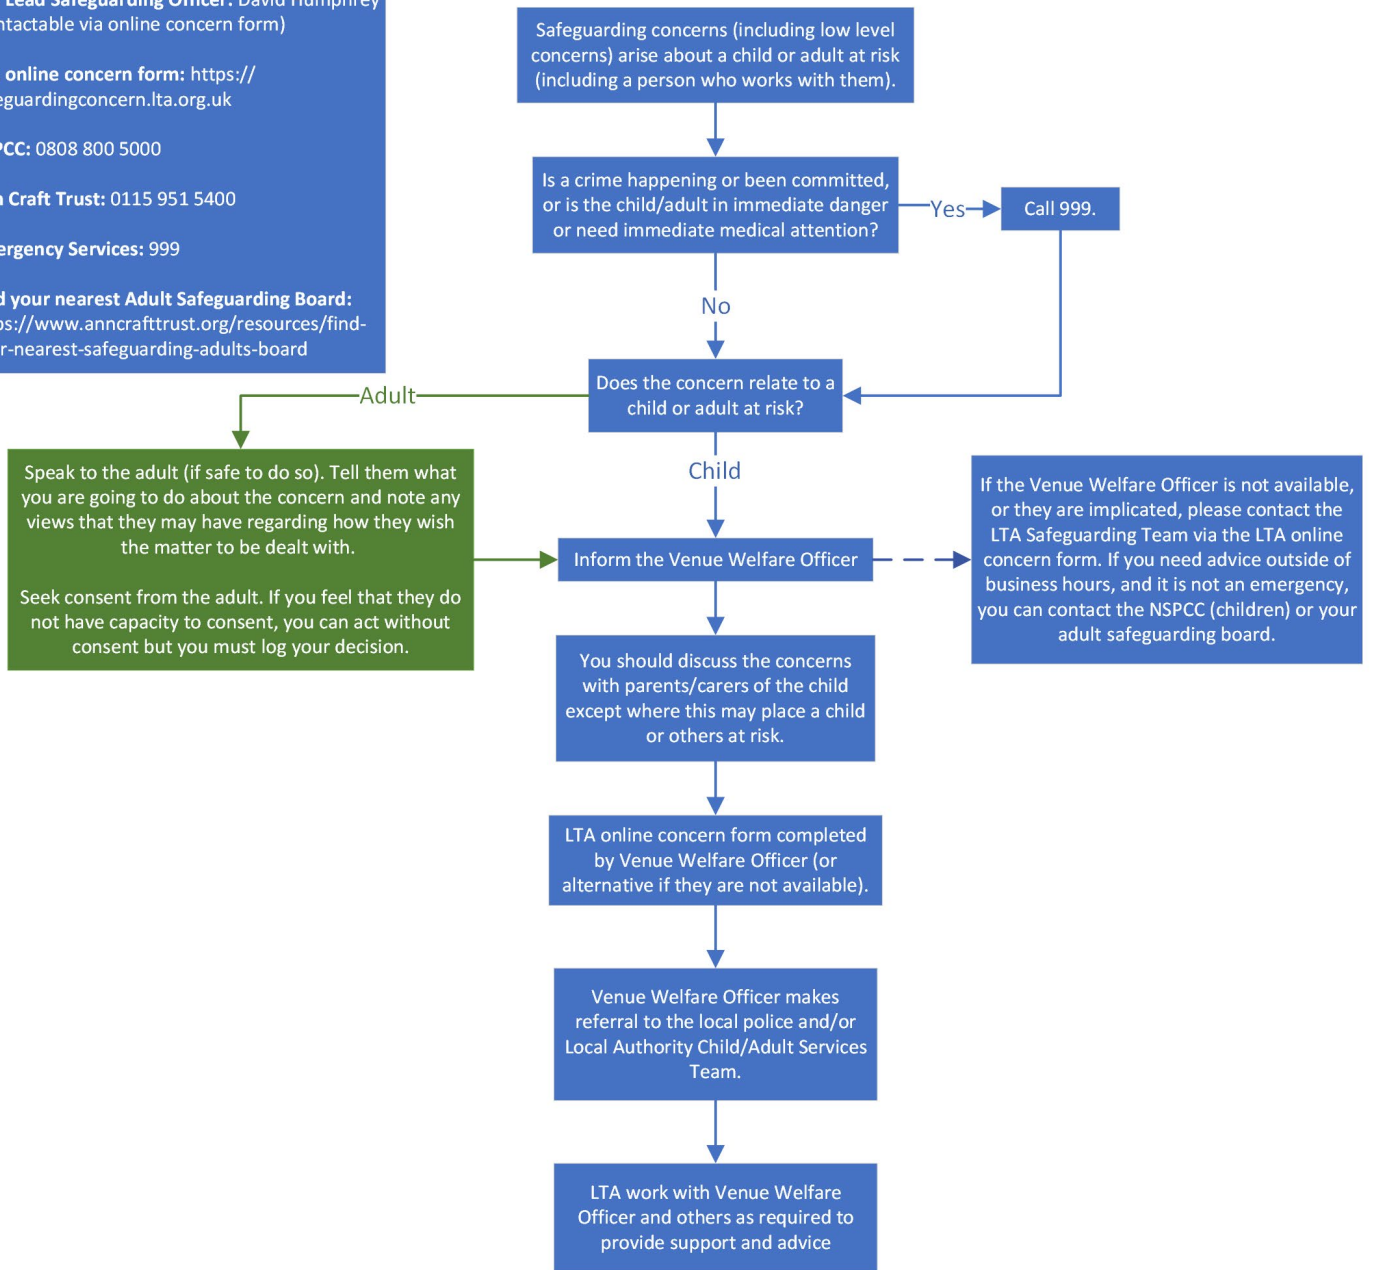 Lead Safeguarding Officer: David Humphrey
ntactable via online concern form)
online concern form: https://
eguardingconcern.lta.org.uk
PCC: 0808 800 5000
n Craft Trust: 0115 951 5400
ergency Services: 999
d your nearest Adult Safeguarding Board:
ps://www.anncrafttrust.org/resources/find-
r-nearest-safeguarding-adults-board
Safeguarding concerns (including low level
concerns) arise about a child or adult at risk
(including a person who works with them).
Is a crime happening or been committed,
or is the child/adult in immediate danger
or need immediate medical attention?
Yes
Call 999.
No
Does the concern relate to a
child or adult at risk?
Adult
Speak to the adult (if safe to do so). Tell them what
you are going to do about the concern and note any
views that they may have regarding how they wish
the matter to be dealt with.
Seek consent from the adult. If you feel that they do
not have capacity to consent, you can act without
consent but you must log your decision.
Child
Inform the Venue Welfare Officer
If the Venue Welfare Officer is not available,
or they are implicated, please contact the
LTA Safeguarding Team via the LTA online
concern form. If you need advice outside of
business hours, and it is not an emergency,
you can contact the NSPCC (children) or your
adult safeguarding board.
You should discuss the concerns
with parents/carers of the child
except where this may place a child
or others at risk.
LTA online concern form completed
by Venue Welfare Officer (or
alternative if they are not available).
Venue Welfare Officer makes
referral to the local police and/or
Local Authority Child/Adult Services
Team.
LTA work with Venue Welfare
Officer and others as required to
provide support and advice